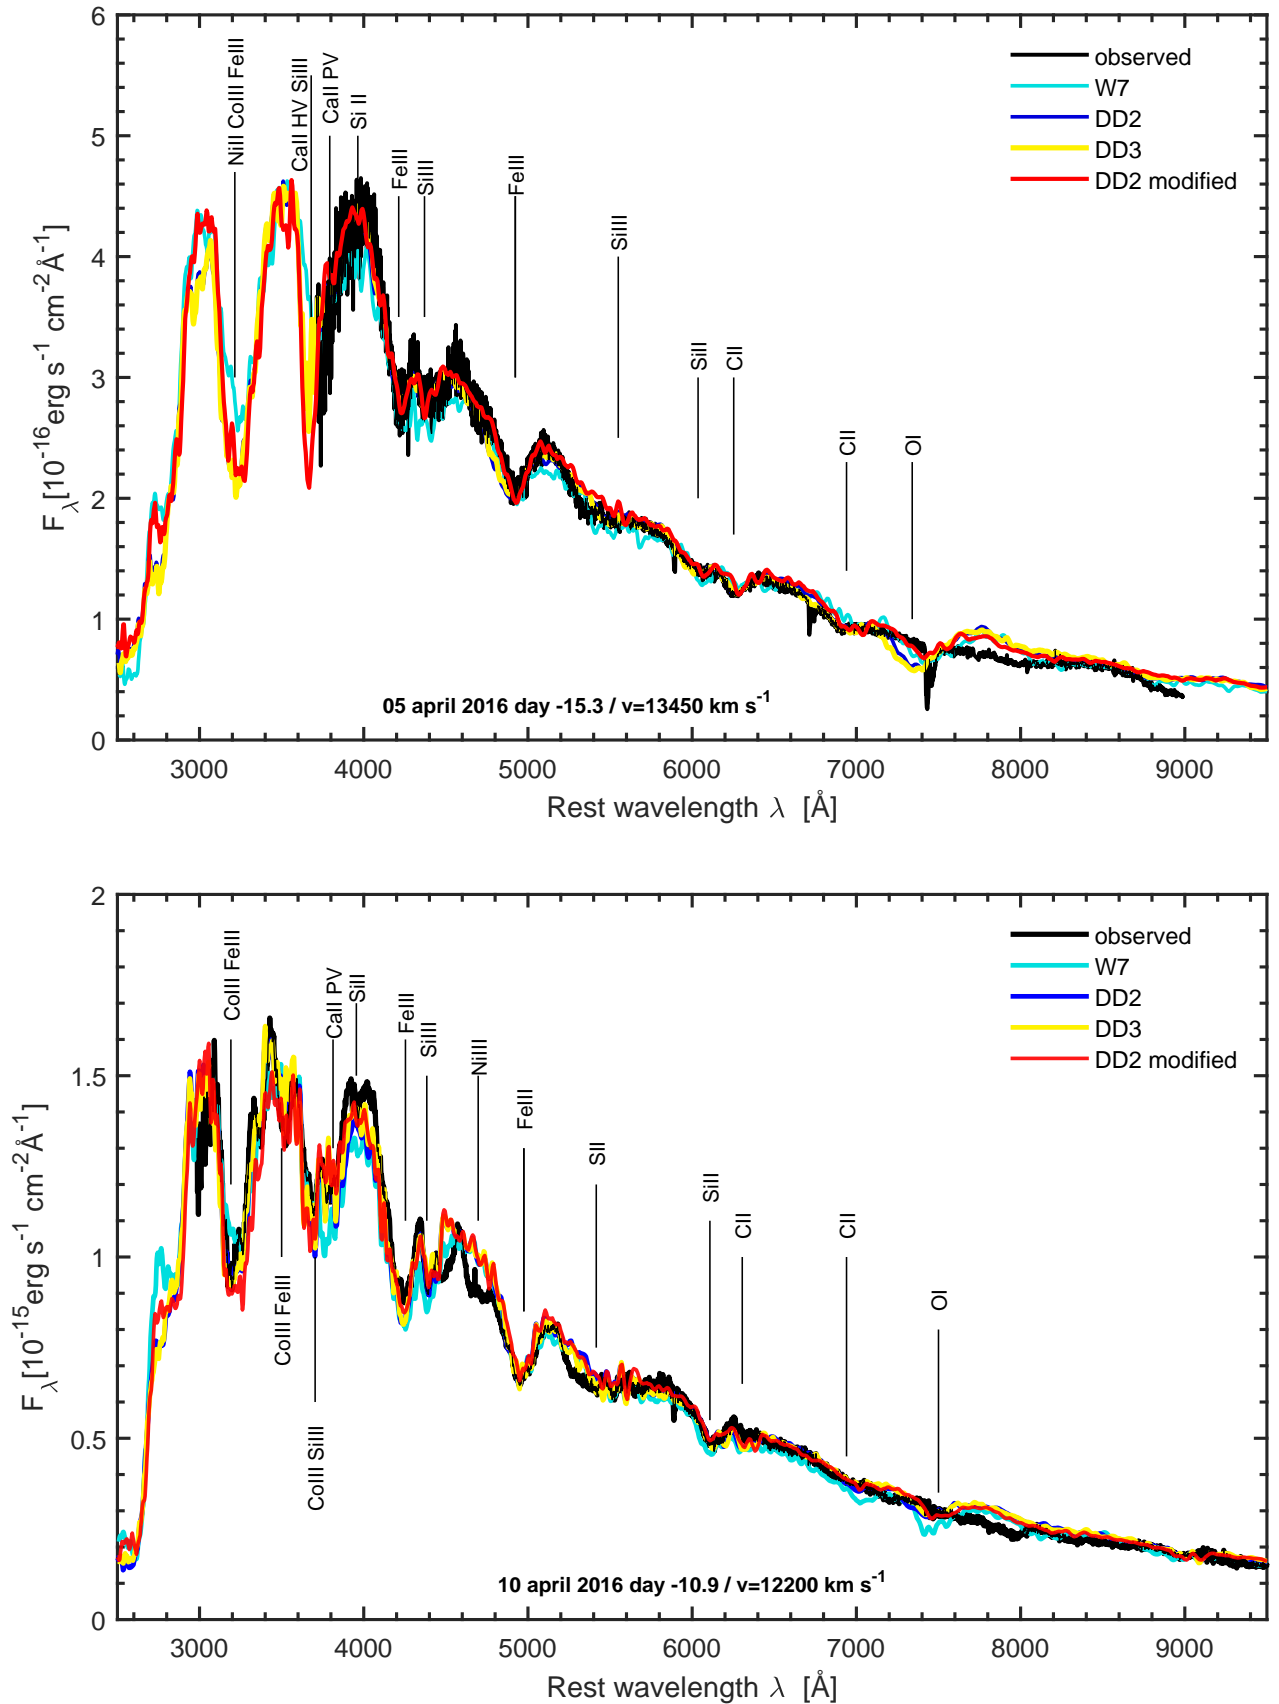 6
5
4
3
2
1
0
F_λ[10^-16 erg s^-1 cm^-2 Å^-1]
NiII CoIII FeIII
CaII HV SiIII
CaII PV
Si II
FeIII
SiIII
FeIII
SiIII
SiII
CII
CII
OI
observed
W7
DD2
DD3
DD2 modified
05 april 2016 day -15.3 / v=13450 km s^-1
3000 4000 5000 6000 7000 8000 9000
Rest wavelength λ [Å]
2
1.5
1
0.5
0
F_λ[10^-15 erg s^-1 cm^-2 Å^-1]
CoIII FeIII
CoIII FeIII
CoIII SiIII
CaII PV
SiII
FeIII
SiIII
NiIII
FeIII
SII
SiII
CII
CII
OI
observed
W7
DD2
DD3
DD2 modified
10 april 2016 day -10.9 / v=12200 km s^-1
3000 4000 5000 6000 7000 8000 9000
Rest wavelength λ [Å]